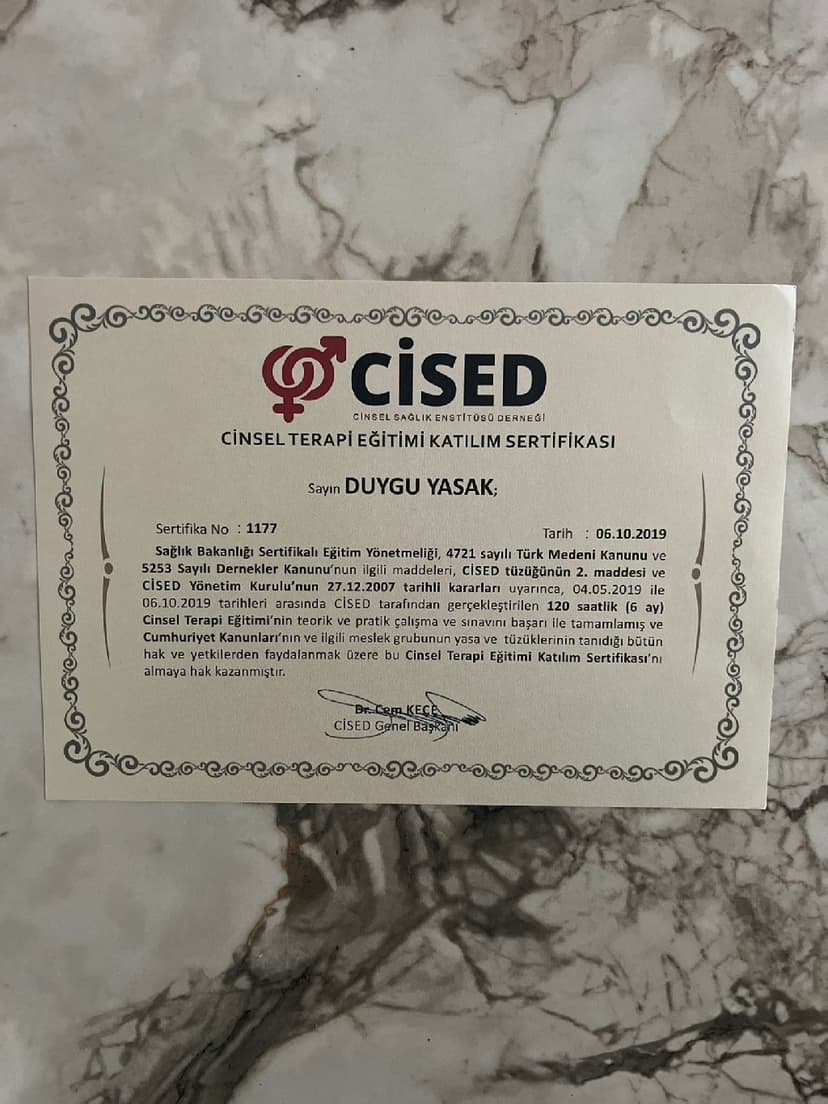 CİSED
CİNSEL SAĞLIK ENSTİTÜSÜ DERNEĞİ
CİNSEL TERAPİ EĞİTİMİ KATILIM SERTİFİKASI
Sayın DUYGU YASAK;
Sertifika No : 1177
Tarih : 06.10.2019
Sağlık Bakanlığı Sertifikalı Eğitim Yönetmeliği, 4721 sayılı Türk Medeni Kanunu ve
5253 Sayılı Dernekler Kanunu'nun ilgili maddeleri, CİSED tüzüğünün 2. maddesi ve
CİSED Yönetim Kurulu'nun 27.12.2007 tarihli kararları uyarınca, 04.05.2019 ile
06.10.2019 tarihleri arasında CİSED tarafından gerçekleştirilen 120 saatlik (6 ay)
Cinsel Terapi Eğitimi'nin teorik ve pratik çalışma ve sınavını başarı ile tamamlamış ve
Cumhuriyet Kanunları'nın ve ilgili meslek grubunun yasa ve tüzüklerinin tanıdığı bütün
hak ve yetkilerden faydalanmak üzere bu Cinsel Terapi Eğitimi Katılım Sertifikası'nı
almaya hak kazanmıştır.
Dr. Cem KEÇE
CİSED Genel Başkanı